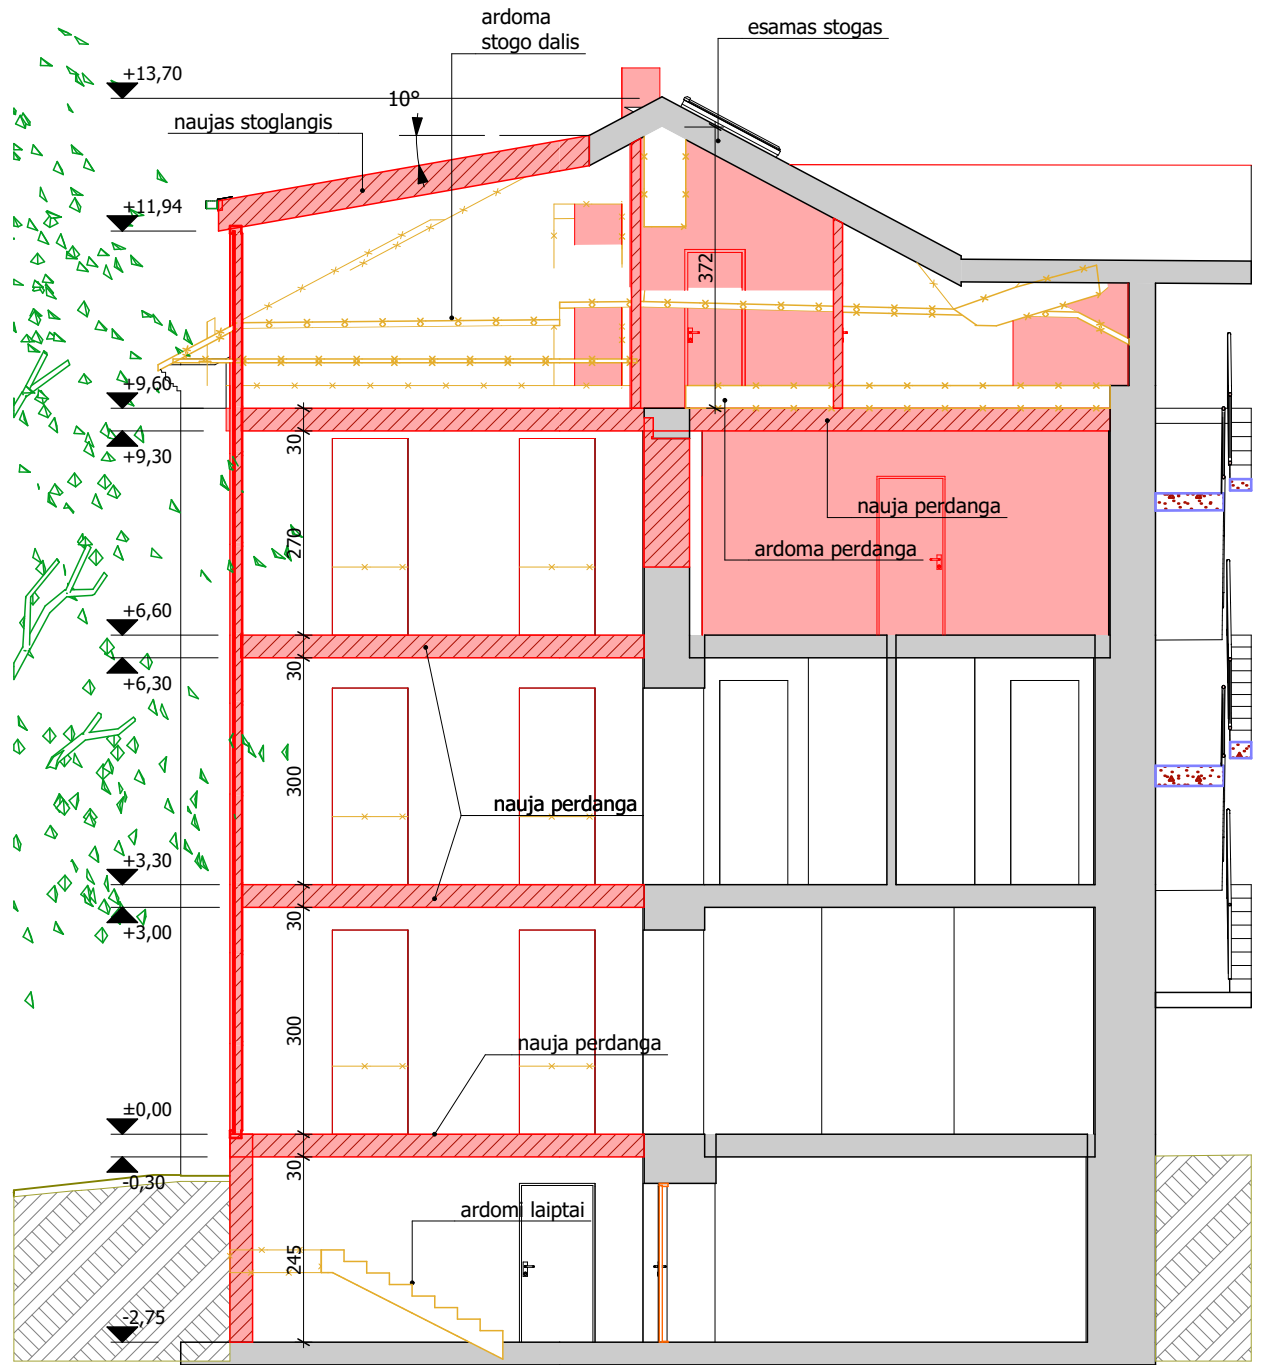 ardoma
stogo dalis
esamas stogas
+13,70
10°
naujas stoglangis
+11,94
372
+9,60
30
+9,30
nauja perdanga
270
ardoma perdanga
+6,60
30
+6,30
300
nauja perdanga
+3,30
30
+3,00
300
nauja perdanga
±0,00
30
-0,30
ardomi laiptai
245
-2,75